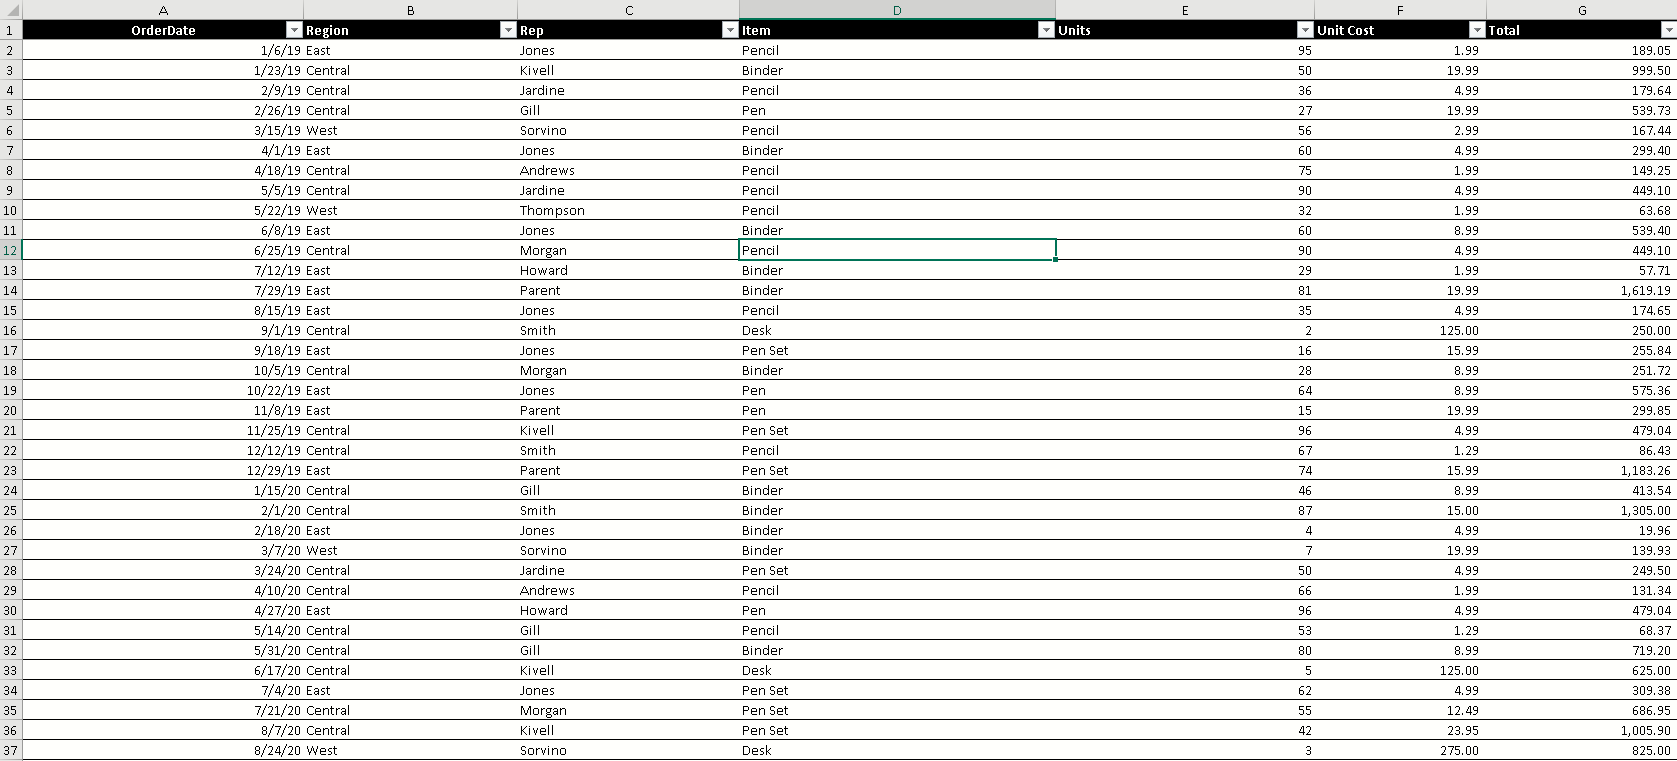 A B C D E F G
1 OrderDate Region Rep Item Units Unit Cost Total
2 1/6/19 East Jones Pencil 95 1.99 189.05
3 1/23/19 Central Kivell Binder 50 19.99 999.50
4 2/9/19 Central Jardine Pencil 36 4.99 179.64
5 2/26/19 Central Gill Pen 27 19.99 539.73
6 3/15/19 West Sorvino Pencil 56 2.99 167.44
7 4/1/19 East Jones Binder 60 4.99 299.40
8 4/18/19 Central Andrews Pencil 75 1.99 149.25
9 5/5/19 Central Jardine Pencil 90 4.99 449.10
10 5/22/19 West Thompson Pencil 32 1.99 63.68
11 6/8/19 East Jones Binder 60 8.99 539.40
12 6/25/19 Central Morgan Pencil 90 4.99 449.10
13 7/12/19 East Howard Binder 29 1.99 57.71
14 7/29/19 East Parent Binder 81 19.99 1,619.19
15 8/15/19 East Jones Pencil 35 4.99 174.65
16 9/1/19 Central Smith Desk 2 125.00 250.00
17 9/18/19 East Jones Pen Set 16 15.99 255.84
18 10/5/19 Central Morgan Binder 28 8.99 251.72
19 10/22/19 East Jones Pen 64 8.99 575.36
20 11/8/19 East Parent Pen 15 19.99 299.85
21 11/25/19 Central Kivell Pen Set 96 4.99 479.04
22 12/12/19 Central Smith Pencil 67 1.29 86.43
23 12/29/19 East Parent Pen Set 74 15.99 1,183.26
24 1/15/20 Central Gill Binder 46 8.99 413.54
25 2/1/20 Central Smith Binder 87 15.00 1,305.00
26 2/18/20 East Jones Binder 4 4.99 19.96
27 3/7/20 West Sorvino Binder 7 19.99 139.93
28 3/24/20 Central Jardine Pen Set 50 4.99 249.50
29 4/10/20 Central Andrews Pencil 66 1.99 131.34
30 4/27/20 East Howard Pen 96 4.99 479.04
31 5/14/20 Central Gill Pencil 53 1.29 68.37
32 5/31/20 Central Gill Binder 80 8.99 719.20
33 6/17/20 Central Kivell Desk 5 125.00 625.00
34 7/4/20 East Jones Pen Set 62 4.99 309.38
35 7/21/20 Central Morgan Pen Set 55 12.49 686.95
36 8/7/20 Central Kivell Pen Set 42 23.95 1,005.90
37 8/24/20 West Sorvino Desk 3 275.00 825.00